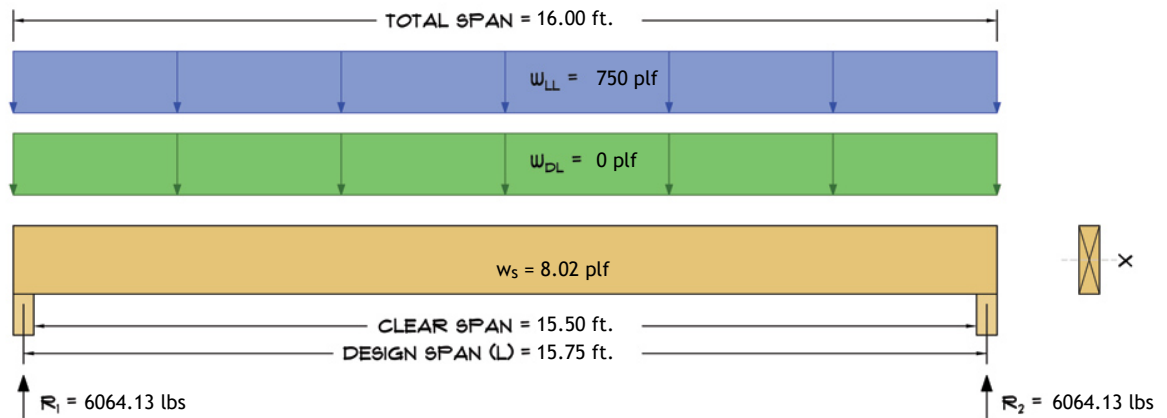 TOTAL SPAN = 16.00 ft.
WLL = 750 plf
WDL = 0 plf
ws = 8.02 plf
X
CLEAR SPAN = 15.50 ft.
DESIGN SPAN (L) = 15.75 ft.
R1 = 6064.13 lbs
R2 = 6064.13 lbs